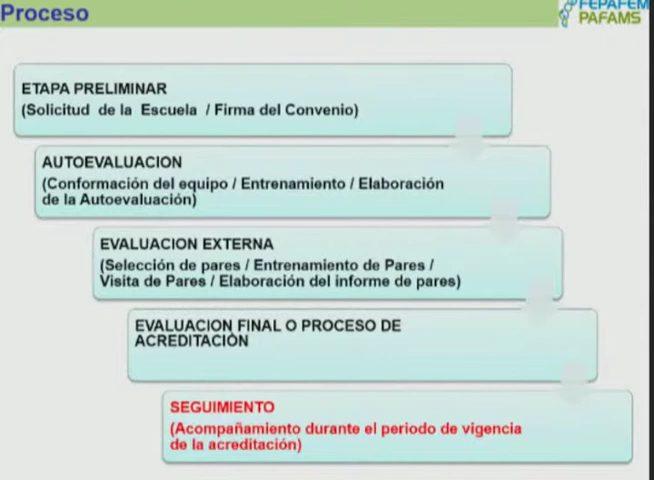 Proceso
FEPAFEM
PAFAMS
ETAPA PRELIMINAR
(Solicitud de la Escuela / Firma del Convenio)
AUTOEVALUACION
(Conformación del equipo / Entrenamiento / Elaboración
de la Autoevaluación)
EVALUACION EXTERNA
(Selección de pares / Entrenamiento de Pares /
Visita de Pares / Elaboración del informe de pares)
EVALUACION FINAL O PROCESO DE
ACREDITACIÓN
SEGUIMIENTO
(Acompañamiento durante el periodo de vigencia
de la acreditación)